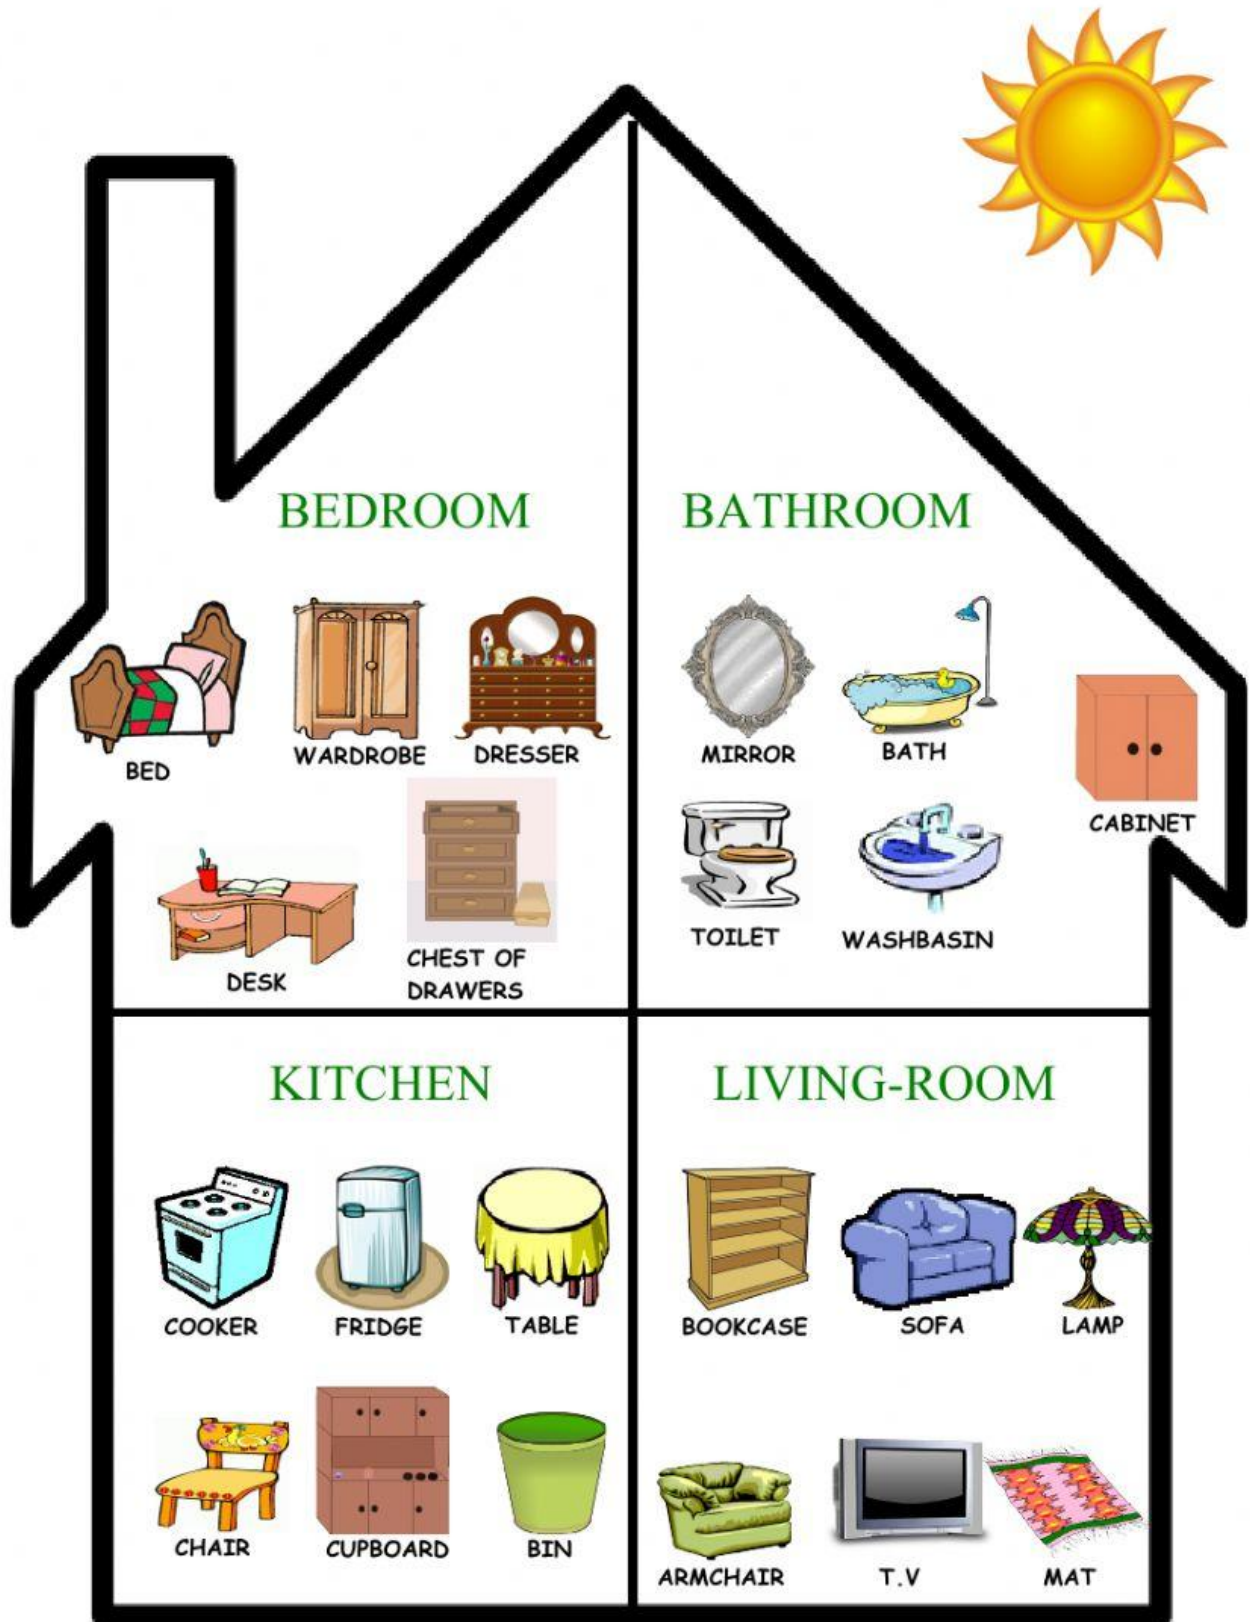 BEDROOM
BATHROOM
BED
WARDROBE
DRESSER
MIRROR
BATH
CABINET
DESK
CHEST OF
DRAWERS
TOILET
WASHBASIN
KITCHEN
LIVING-ROOM
COOKER
FRIDGE
TABLE
BOOKCASE
SOFA
LAMP
CHAIR
CUPBOARD
BIN
ARMCHAIR
T.V
MAT